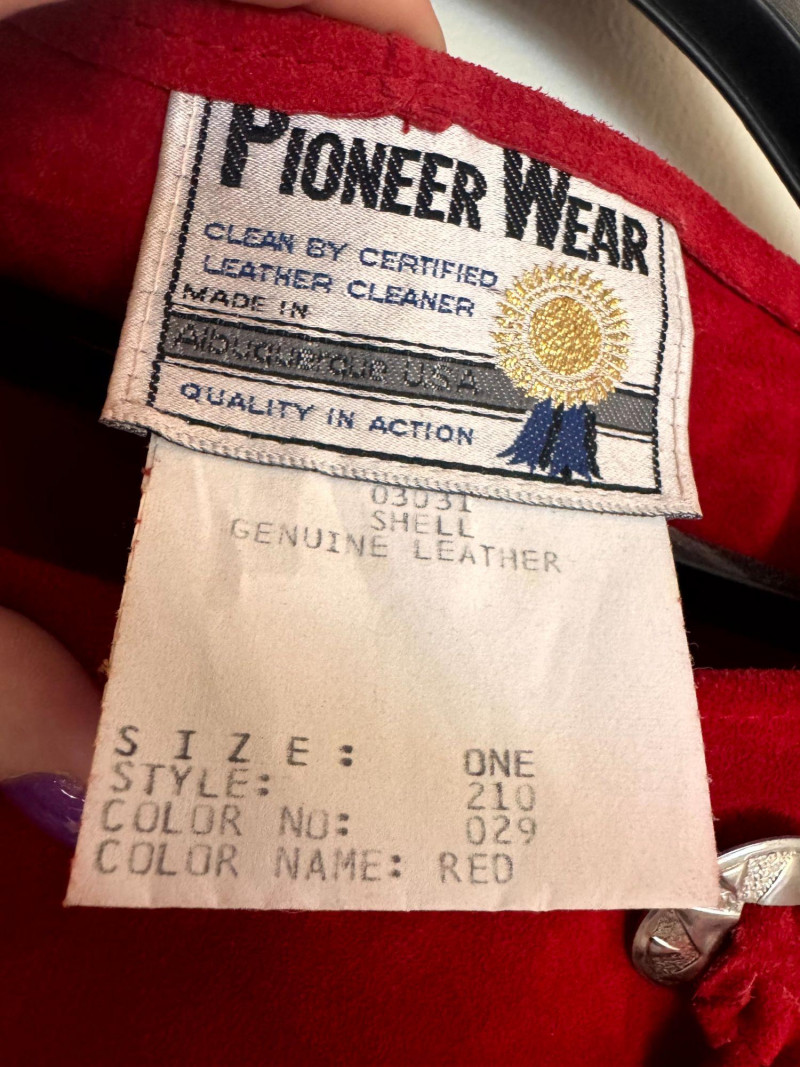 PIONEER WEAR
CLEAN BY CERTIFIED
LEATHER CLEANER
MADE IN
Albuquerque USA
QUALITY IN ACTION
03031
SHELL
GENUINE LEATHER
SIZE: ONE
STYLE: 210
COLOR NO: 029
COLOR NAME: RED